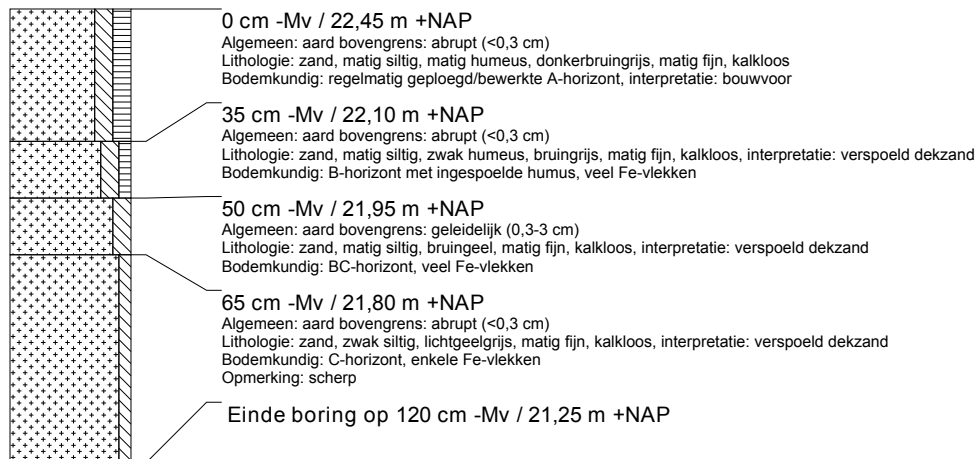 0 cm -Mv / 22,45 m +NAP
Algemeen: aard bovengrens: abrupt (<0,3 cm)
Lithologie: zand, matig siltig, matig humeus, donkerbruingrijs, matig fijn, kalkloos
Bodemkundig: regelmatig geploegd/bewerkte A-horizont, interpretatie: bouwvoor
35 cm -Mv / 22,10 m +NAP
Algemeen: aard bovengrens: abrupt (<0,3 cm)
Lithologie: zand, matig siltig, zwak humeus, bruingrijs, matig fijn, kalkloos, interpretatie: verspoeld dekzand
Bodemkundig: B-horizont met ingespoelde humus, veel Fe-vlekken
50 cm -Mv / 21,95 m +NAP
Algemeen: aard bovengrens: geleidelijk (0,3-3 cm)
Lithologie: zand, matig siltig, bruingeel, matig fijn, kalkloos, interpretatie: verspoeld dekzand
Bodemkundig: BC-horizont, veel Fe-vlekken
65 cm -Mv / 21,80 m +NAP
Algemeen: aard bovengrens: abrupt (<0,3 cm)
Lithologie: zand, zwak siltig, lichtgeelgrijs, matig fijn, kalkloos, interpretatie: verspoeld dekzand
Bodemkundig: C-horizont, enkele Fe-vlekken
Opmerking: scherp
Einde boring op 120 cm -Mv / 21,25 m +NAP